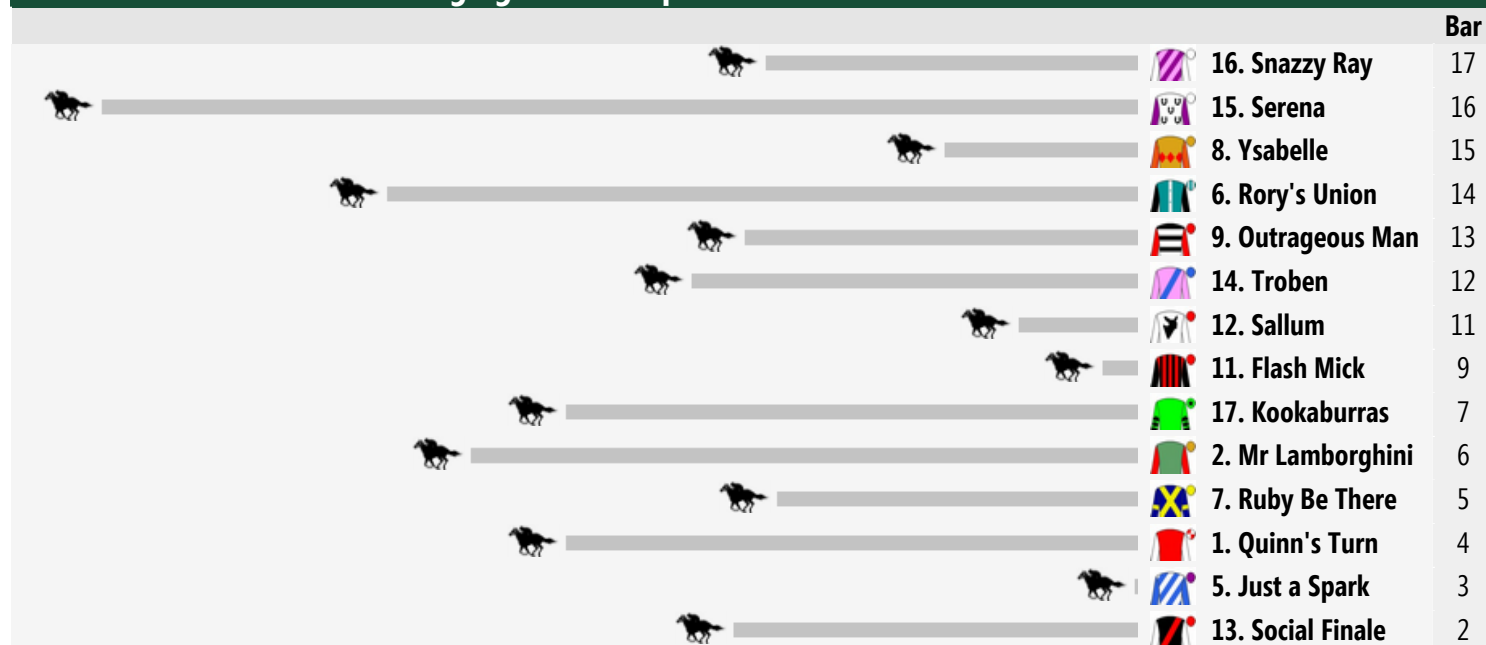 Bar
16. Snazzy Ray 17
15. Serena 16
8. Ysabelle 15
6. Rory's Union 14
9. Outrageous Man 13
14. Troben 12
12. Sallum 11
11. Flash Mick 9
17. Kookaburras 7
2. Mr Lamborghini 6
7. Ruby Be There 5
1. Quinn's Turn 4
5. Just a Spark 3
13. Social Finale 2